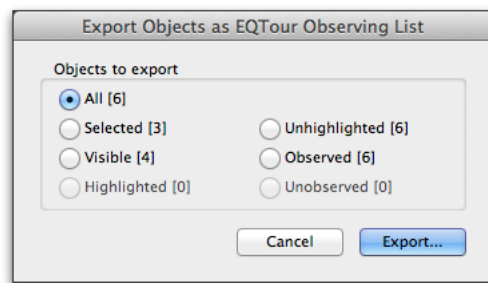 Export Objects as EQTour Observing List
Objects to export
All [6]
Selected [3] Unhighlighted [6]
Visible [4] Observed [6]
Highlighted [0] Unobserved [0]
Cancel Export...